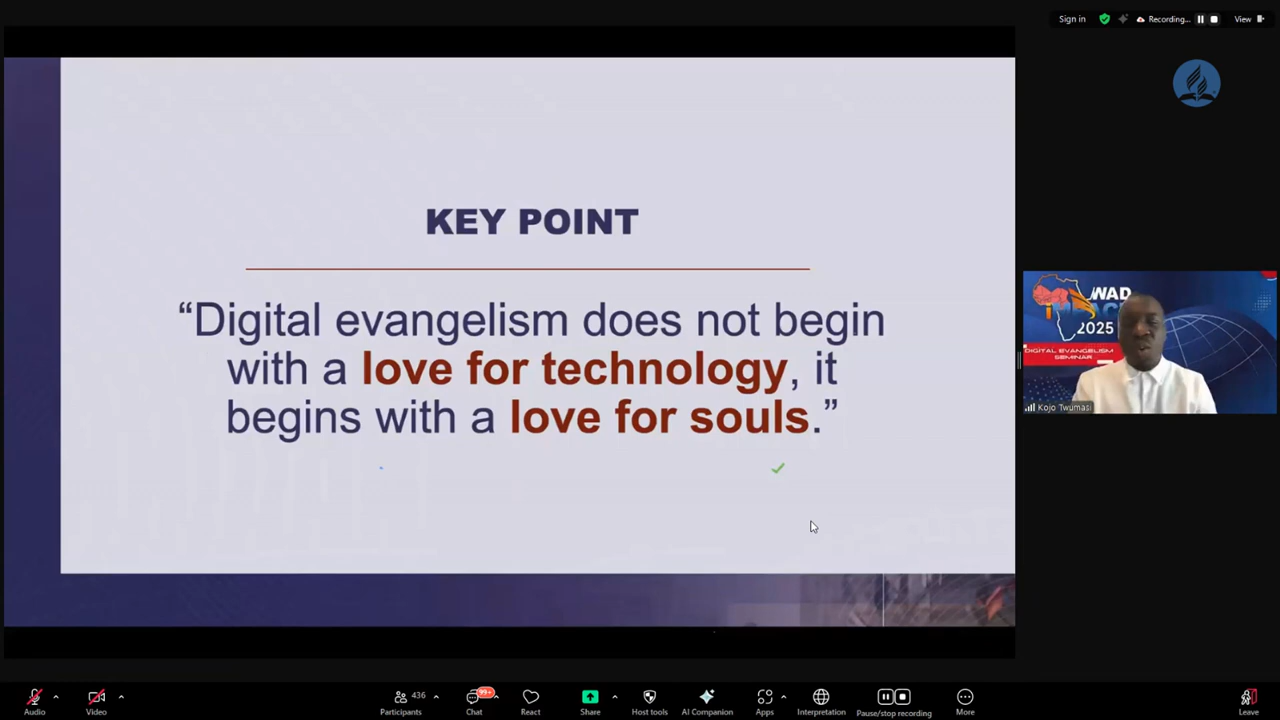 Sign in
Recording...
View
KEY POINT
“Digital evangelism does not begin
with a love for technology, it
begins with a love for souls.”
WAD
2025
DIGITAL EVANGELISM
SEMINAR
Kojo Twumasi
Audio
Video
436
Participants
99+
Chat
React
Share
Host tools
AI Companion
Apps
Interpretation
Pause/stop recording
More
Leave